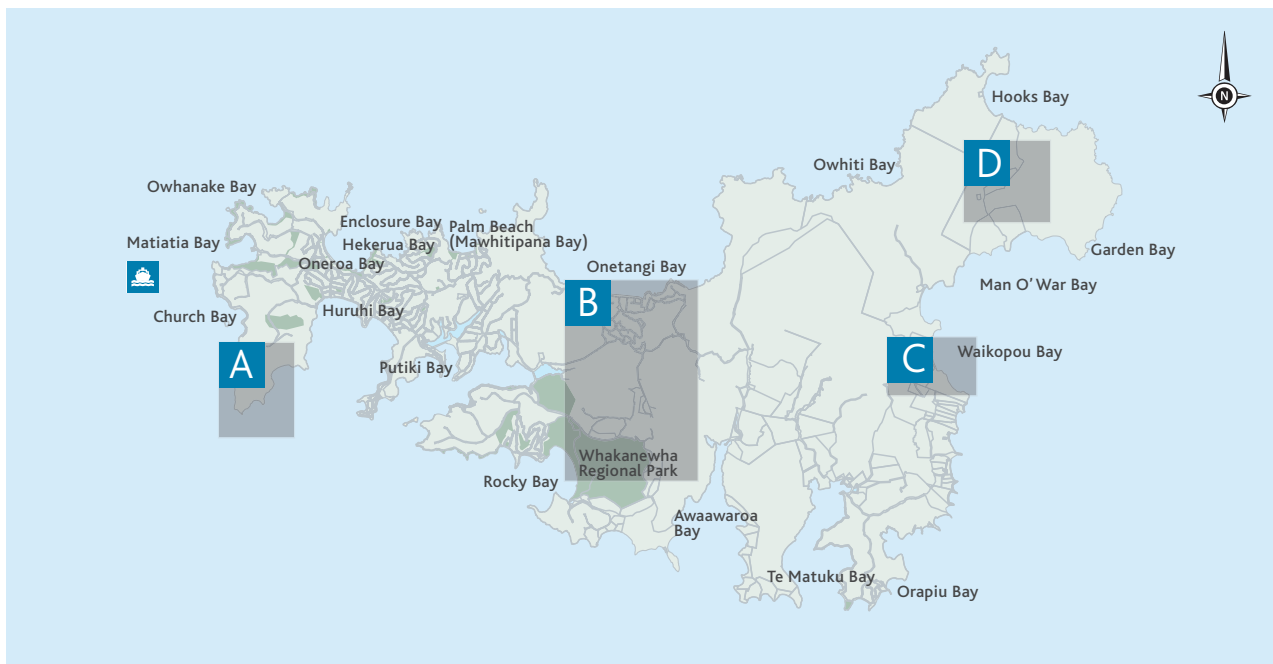 Hooks Bay
N
D
Owhiti Bay
Owhanake Bay
Enclosure Bay
Palm Beach
(Mawhitipana Bay)
Matiatia Bay
Hekerua Bay
Garden Bay
Oneroa Bay
Onetangi Bay
Man O' War Bay
B
Huruhi Bay
Church Bay
A
C
Waikopou Bay
Putiki Bay
Whakanewha
Regional Park
Rocky Bay
Awaawaroa
Bay
Te Matuku Bay
Orapiu Bay